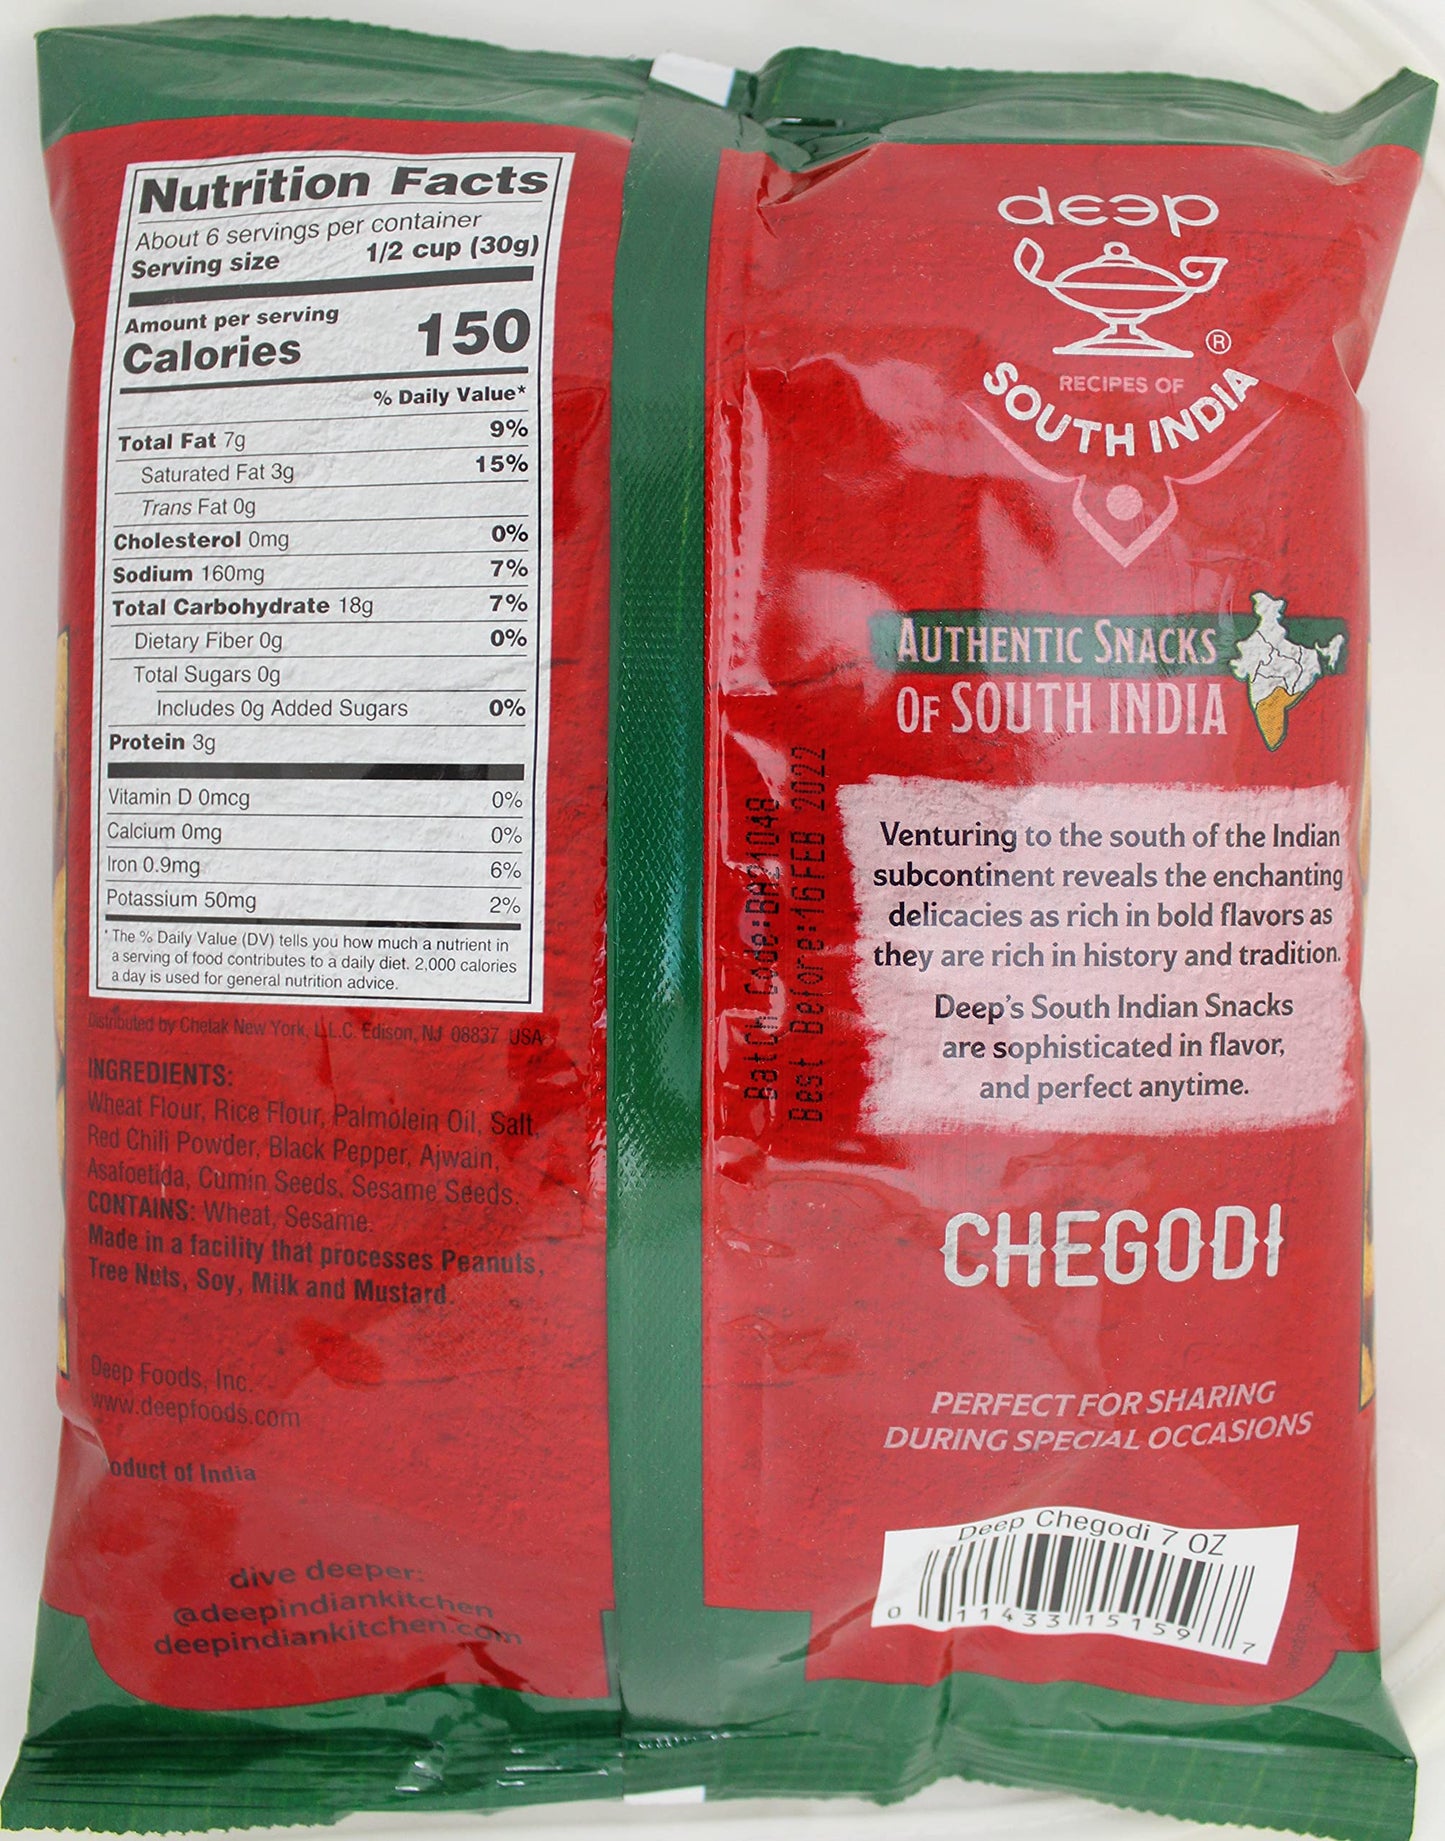 Nutrition Facts
About 6 servings per container
Serving size 1/2 cup (30g)
Amount per serving
Calories 150
% Daily Value*
Total Fat 7g 9%
Saturated Fat 3g 15%
Trans Fat 0g
Cholesterol 0mg 0%
Sodium 160mg 7%
Total Carbohydrate 18g 7%
Dietary Fiber 0g 0%
Total Sugars 0g
Includes 0g Added Sugars 0%
Protein 3g
Vitamin D 0mcg 0%
Calcium 0mg 0%
Iron 0.9mg 6%
Potassium 50mg 2%
* The % Daily Value (DV) tells you how much a nutrient in
a serving of food contributes to a daily diet. 2,000 calories
a day is used for general nutrition advice.
Distributed by Chetak New York, L.L.C. Edison, NJ 08837 USA
INGREDIENTS:
Wheat Flour, Rice Flour, Palmolein Oil, Salt,
Red Chili Powder, Black Pepper, Ajwain,
Asafoetida, Cumin Seeds, Sesame Seeds.
CONTAINS: Wheat, Sesame.
Made in a facility that processes Peanuts,
Tree Nuts, Soy, Milk and Mustard.
Deep Foods, Inc.
www.deepfoods.com
oduct of India
dive deeper:
@deepindiankitchen
deepindiankitchen.com
Batch Code:BA21048
Best Before:16FEB 2022
deep
®
RECIPES OF
SOUTH INDIA
AUTHENTIC SNACKS
OF SOUTH INDIA
Venturing to the south of the Indian
subcontinent reveals the enchanting
delicacies as rich in bold flavors as
they are rich in history and tradition.
Deep's South Indian Snacks
are sophisticated in flavor,
and perfect anytime.
CHEGODI
PERFECT FOR SHARING
DURING SPECIAL OCCASIONS
Deep Chegodi 7 OZ
0 11433 15159 7